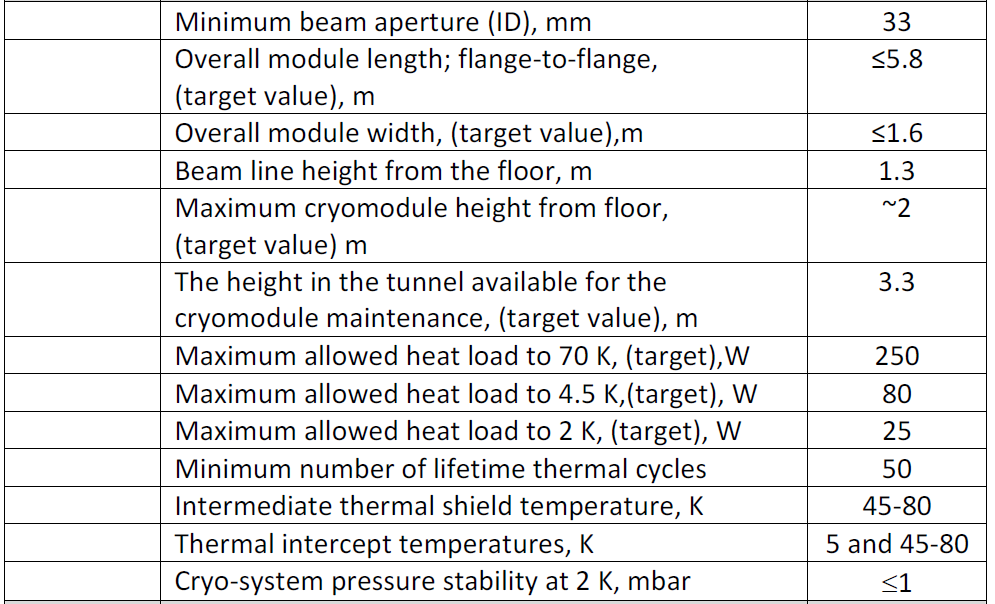 Minimum beam aperture (ID), mm 33
Overall module length; flange-to-flange, ≤5.8
(target value), m
Overall module width, (target value),m ≤1.6
Beam line height from the floor, m 1.3
Maximum cryomodule height from floor, ~2
(target value) m
The height in the tunnel available for the 3.3
cryomodule maintenance, (target value), m
Maximum allowed heat load to 70 K, (target),W 250
Maximum allowed heat load to 4.5 K,(target), W 80
Maximum allowed heat load to 2 K, (target), W 25
Minimum number of lifetime thermal cycles 50
Intermediate thermal shield temperature, K 45-80
Thermal intercept temperatures, K 5 and 45-80
Cryo-system pressure stability at 2 K, mbar ≤1